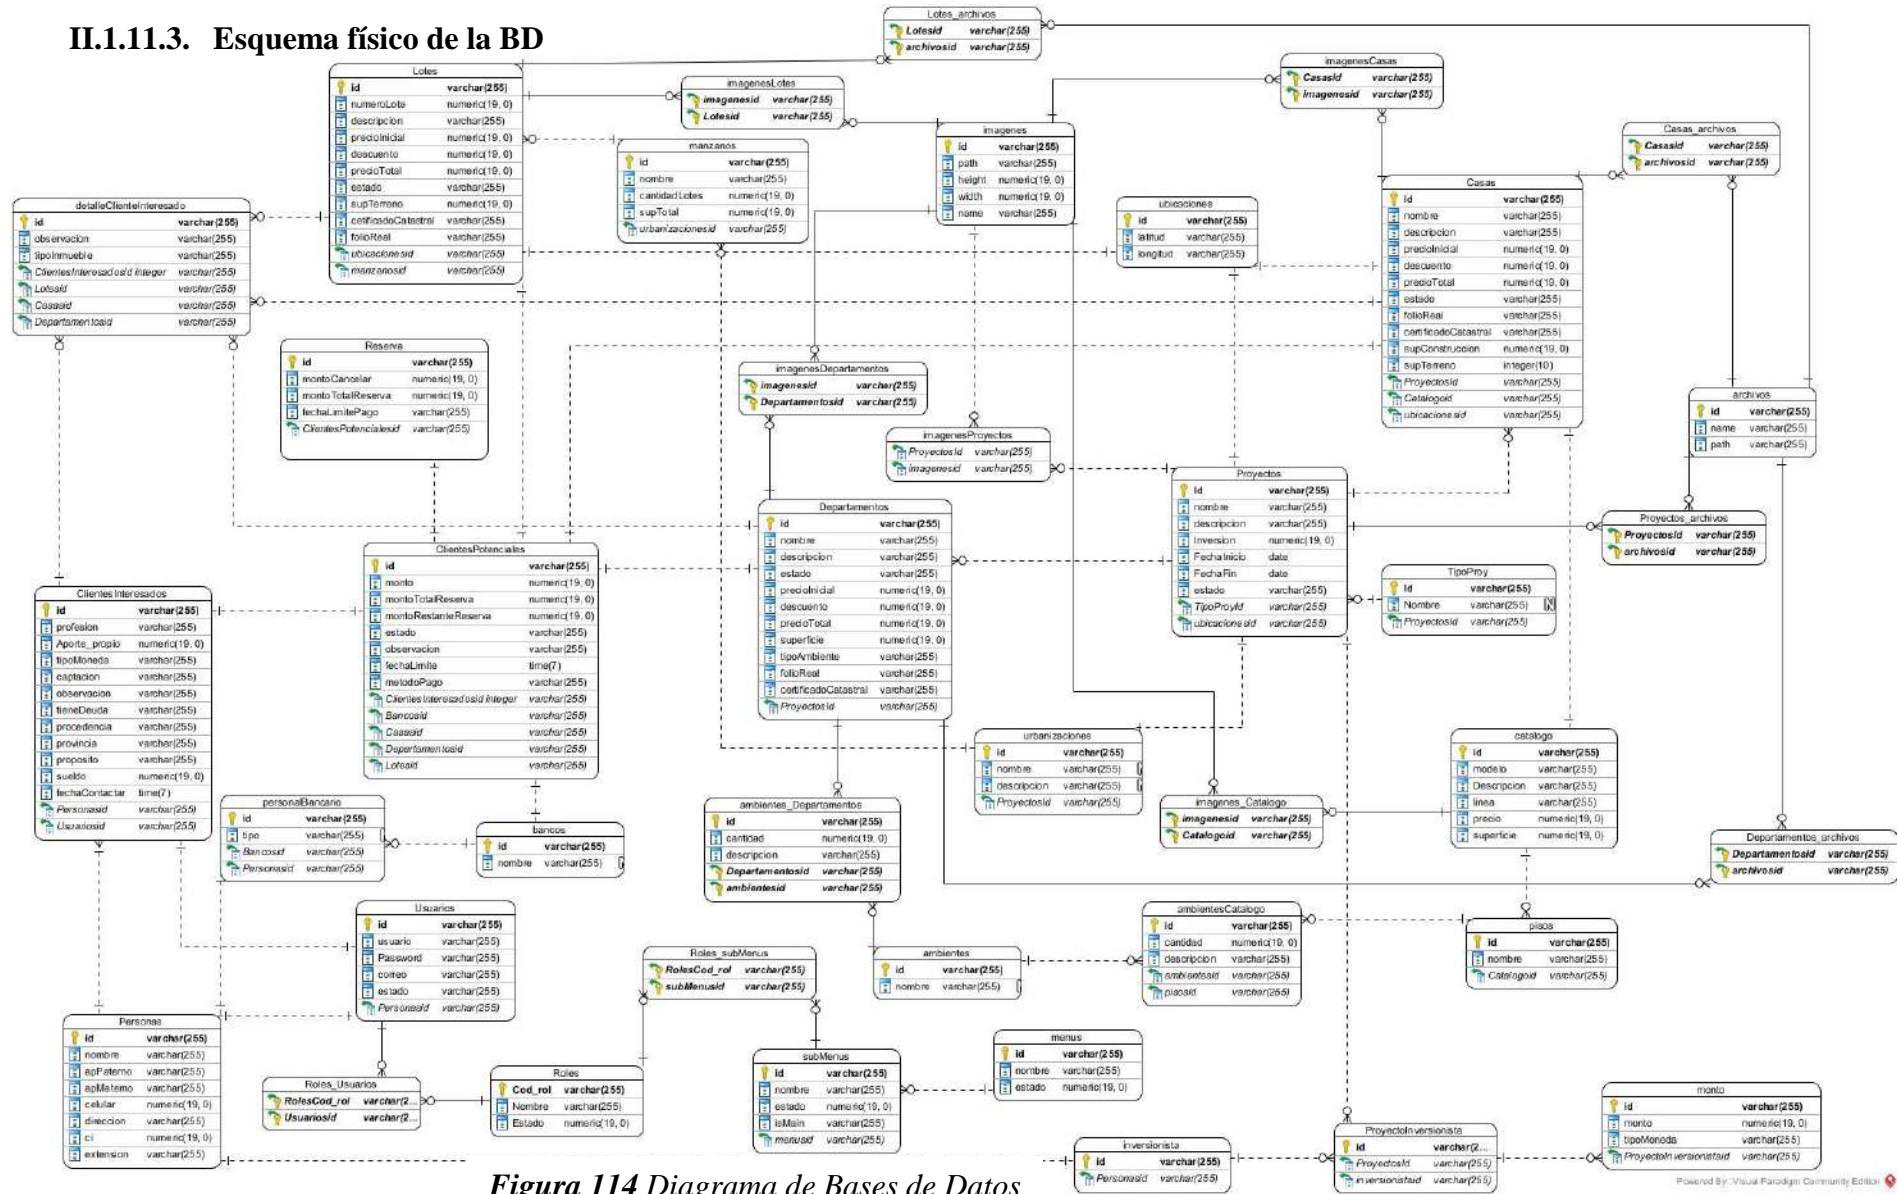 II.1.11.3. Esquema físico de la BD
Lotes_archivos
Lotesid varchar(255)
archivosid varchar(255)
Lotes
id varchar(255)
numeroLote numeric(19, 0)
descripcion varchar(255)
precioInicial numeric(19, 0)
descuento numeric(19, 0)
precioTotal numeric(19, 0)
estado varchar(255)
supTerreno numeric(19, 0)
cetificadoCatastral varchar(255)
folioReal varchar(255)
ubicacionesid varchar(255)
manzanosid varchar(255)
imagenesLotes
imagenesid varchar(255)
Lotesid varchar(255)
manzanos
id varchar(255)
nombre varchar(255)
cantidadLotes numeric(19, 0)
supTotal numeric(19, 0)
urbanizacionesid varchar(255)
imagenes
id varchar(255)
path varchar(255)
height numeric(19, 0)
width numeric(19, 0)
name varchar(255)
imagenesCasas
CasasId varchar(255)
imagenesid varchar(255)
Casas_archivos
Casasid varchar(255)
archivosid varchar(255)
ubicaciones
id varchar(255)
latitud varchar(255)
longitud varchar(255)
Casas
id varchar(255)
nombre varchar(255)
descripcion varchar(255)
precioInicial numeric(19, 0)
descuento numeric(19, 0)
precioTotal numeric(19, 0)
estado varchar(255)
folioReal varchar(255)
certificadoCatastral varchar(255)
supConstruccion numeric(19, 0)
supTerreno integer(10)
Proyectosid varchar(255)
Catalogoid varchar(255)
ubicacionesid varchar(255)
detalleClienteInteresado
id varchar(255)
observacion varchar(255)
tipoInmueble varchar(255)
ClientesInteresadosid integer varchar(255)
Lotesid varchar(255)
Casasid varchar(255)
Departamentosid varchar(255)
Reserva
id varchar(255)
montoCancelar numeric(19, 0)
montoTotalReserva numeric(19, 0)
fechaLimitePago varchar(255)
ClientesPotencialesid varchar(255)
imagenesDepartamentos
imagenesid varchar(255)
Departamentosid varchar(255)
imagenesProyectos
ProyectosId varchar(255)
imagenesid varchar(255)
archivos
id varchar(255)
name varchar(255)
path varchar(255)
Proyectos
Id varchar(255)
nombre varchar(255)
descripcion varchar(255)
Inversion numeric(19, 0)
FechaInicio date
FechaFin date
estado varchar(255)
TipoProyId varchar(255)
ubicacionesid varchar(255)
Proyectos_archivos
Proyectosid varchar(255)
archivosid varchar(255)
TipoProy
Id varchar(255)
Nombre varchar(255) N
Proyectosid varchar(255)
Departamentos
id varchar(255)
nombre varchar(255)
descripcion varchar(255)
estado varchar(255)
precioInicial numeric(19, 0)
descuento numeric(19, 0)
precioTotal numeric(19, 0)
superficie numeric(19, 0)
tipoAmbiente varchar(255)
folioReal varchar(255)
certificadoCatastral varchar(255)
ProyectosId varchar(255)
ClientesPotenciales
id varchar(255)
monto numeric(19, 0)
montoTotalReserva numeric(19, 0)
montoRestanteReserva numeric(19, 0)
estado varchar(255)
observacion varchar(255)
fechaLimite time(7)
metodoPago varchar(255)
ClientesInteresadosid integer varchar(255)
Bancosid varchar(255)
Casasid varchar(255)
Departamentosid varchar(255)
Lotesid varchar(255)
ClientesInteresados
id varchar(255)
profesion varchar(255)
Aporte_propio numeric(19, 0)
tipoMoneda varchar(255)
captacion varchar(255)
observacion varchar(255)
tieneDeuda varchar(255)
procedencia varchar(255)
provincia varchar(255)
proposito varchar(255)
sueldo numeric(19, 0)
fechaContactar time(7)
Personasid varchar(255)
Usuariosid varchar(255)
urbanizaciones
id varchar(255)
nombre varchar(255)
descripcion varchar(255)
ProyectosId varchar(255)
catalogo
id varchar(255)
modelo varchar(255)
Descripcion varchar(255)
linea varchar(255)
precio numeric(19, 0)
superficie numeric(19, 0)
imagenes_Catalogo
imagenesid varchar(255)
Catalogoid varchar(255)
personalBancario
id varchar(255)
tipo varchar(255)
Bancosid varchar(255)
Personasid varchar(255)
bancos
id varchar(255)
nombre varchar(255)
ambientes_Departamento
id varchar(255)
cantidad numeric(19, 0)
descripcion varchar(255)
Departamentosid varchar(255)
ambientesid varchar(255)
Departamentos_archivos
Departamentosid varchar(255)
archivosid varchar(255)
Usuarios
id varchar(255)
usuario varchar(255)
Password varchar(255)
correo varchar(255)
estado varchar(255)
Personasid varchar(255)
ambientesCatalogo
id varchar(255)
cantidad numeric(19, 0)
descripcion varchar(255)
ambientesid varchar(255)
pisosid varchar(255)
pisos
id varchar(255)
nombre varchar(255)
Catalogoid varchar(255)
Roles_subMenus
RolesCod_rol varchar(255)
subMenusid varchar(255)
ambientes
id varchar(255)
nombre varchar(255)
Personas
id varchar(255)
nombre varchar(255)
apPaterno varchar(255)
apMaterno varchar(255)
celular numeric(19, 0)
direccion varchar(255)
ci numeric(19, 0)
extension varchar(255)
Roles_Usuarios
RolesCod_rol varchar(2...
Usuariosid varchar(2...
Roles
Cod_rol varchar(255)
Nombre varchar(255)
Estado numeric(19, 0)
subMenus
id varchar(255)
nombre varchar(255)
estado numeric(19, 0)
isMain varchar(255)
menusid varchar(255)
menus
id varchar(255)
nombre varchar(255)
estado numeric(19, 0)
inversionista
id varchar(255)
Personasid varchar(255)
ProyectoInversionista
id varchar(2...
ProyectosId varchar(255)
inversionistaid varchar(255)
monto
id varchar(255)
monto numeric(19, 0)
tipoMoneda varchar(255)
ProyectoInversionistaid varchar(255)
Figura 114 Diagrama de Bases de Datos
Powered By: Visual Paradigm Community Edition